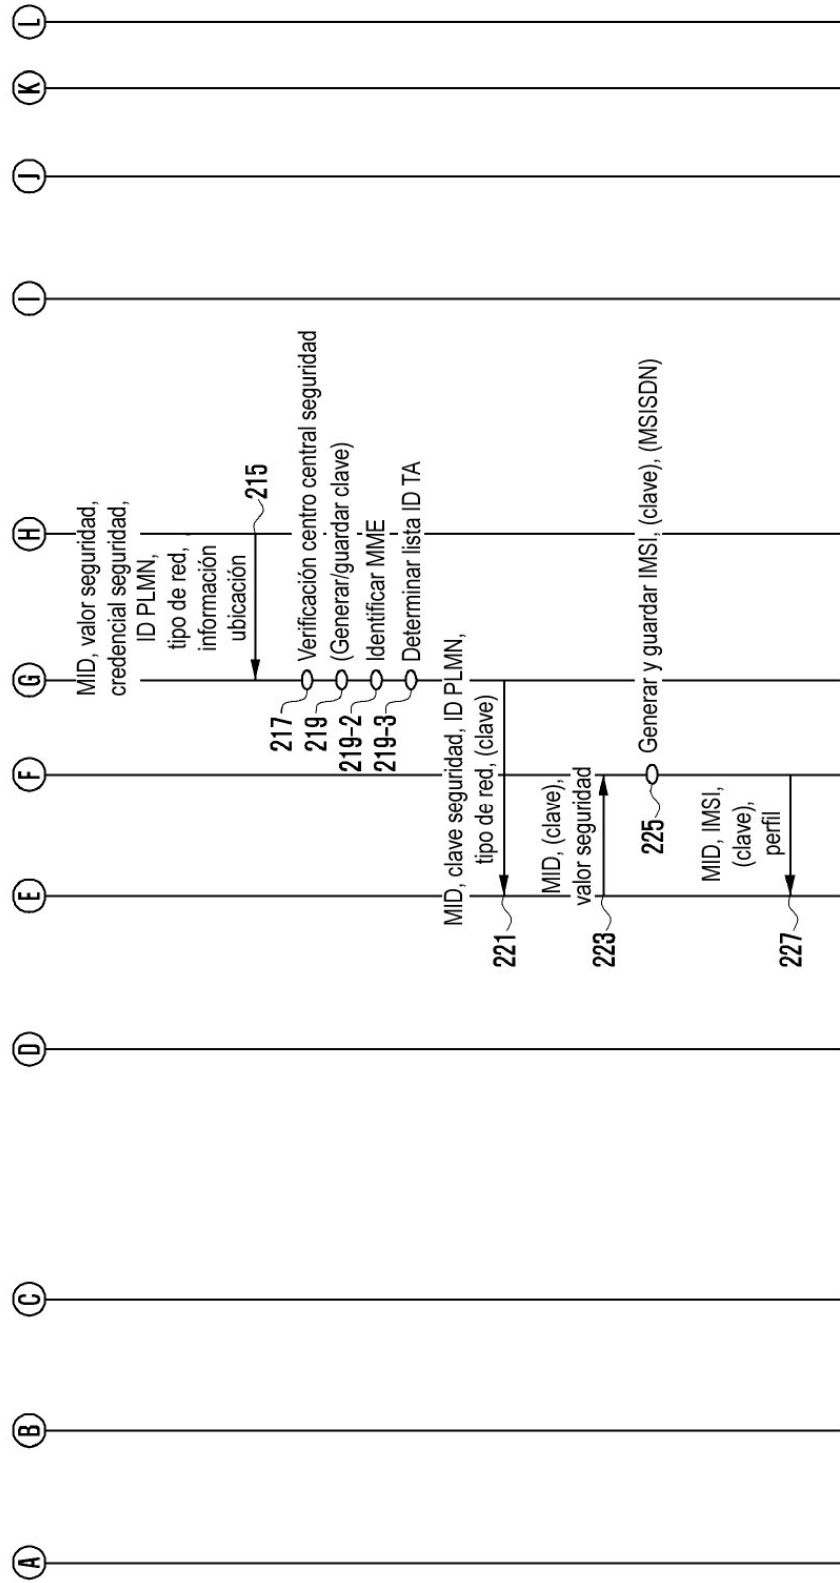 A
B
C
D
E
F
G
H
I
J
K
L
MID, valor seguridad,
credencial seguridad,
ID PLMN,
tipo de red,
información
ubicación
215
217
Verificación centro central seguridad
219
(Generar/guardar clave)
219-2
Identificar MME
219-3
Determinar lista ID TA
MID, clave seguridad, ID PLMN,
tipo de red, (clave)
221
MID, (clave),
valor seguridad
223
225
Generar y guardar IMSI, (clave), (MSISDN)
MID, IMSI,
(clave),
perfil
227